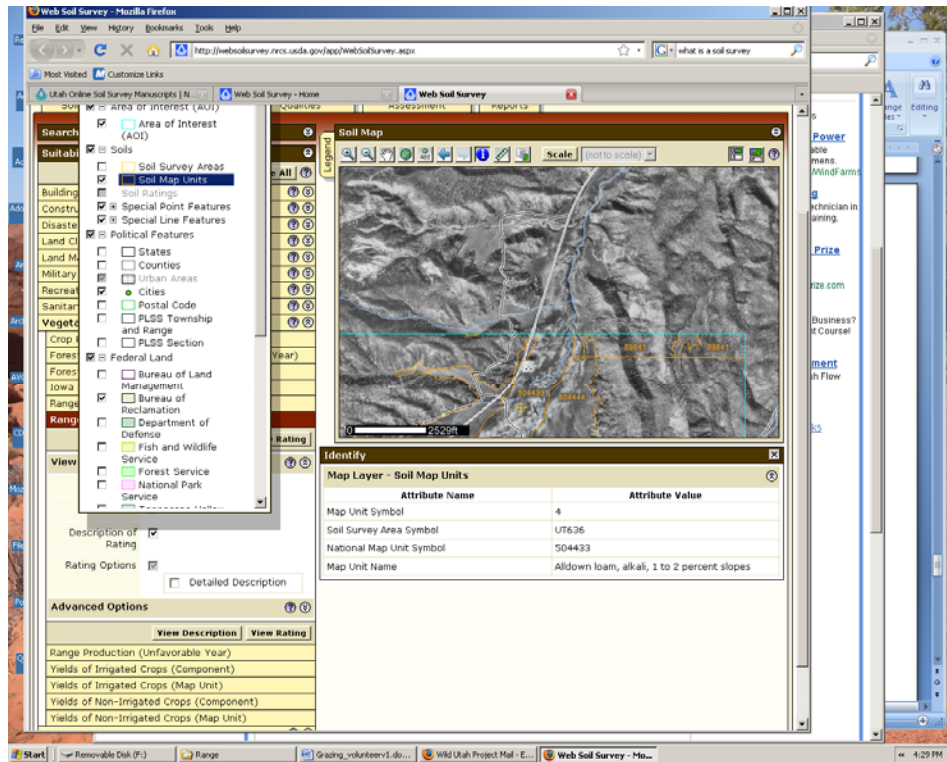 Web Soil Survey - Mozilla Firefox
File Edit View History Bookmarks Tools Help
http://websoilsurvey.nrcs.usda.gov/app/WebSoilSurvey.aspx
what is a soil survey
Most Visited Customize Links
Utah Online Soil Survey Manuscripts | N...
Web Soil Survey - Home
Web Soil Survey
Area of Interest (AOI)
Area of Interest
(AOI)
Soils
Soil Survey Areas
Soil Map Units
Soil Ratings
Special Point Features
Special Line Features
Political Features
States
Counties
Urban Areas
Cities
Postal Code
PLSS Township
and Range
PLSS Section
Federal Land
Bureau of Land
Management
Bureau of
Reclamation
Department of
Defense
Fish and Wildlife
Service
Forest Service
National Park
Service
Search
Building
Disaste
Land Cl
Military
Recreat
Sanitar
Vegeta
Forest
Year)
Iowa
Range
Rating
View
Description of
Rating
Rating Options
Detailed Description
Advanced Options
View Description View Rating
Range Production (Unfavorable Year)
Yields of Irrigated Crops (Component)
Yields of Irrigated Crops (Map Unit)
Yields of Non-Irrigated Crops (Component)
Yields of Non-Irrigated Crops (Map Unit)
Legend
Soil Map
Scale (not to scale)
504433
504444
0 2529ft
Identify
Map Layer - Soil Map Units
Attribute Name Attribute Value
Map Unit Symbol 4
Soil Survey Area Symbol UT636
National Map Unit Symbol 504433
Map Unit Name Alldown loam, alkali, 1 to 2 percent slopes
Editing
Power
WindFarms
Prize
Business?
Start Removable Disk (F:) Range Grazing_volunteerv1.do... Wild Utah Project Mail - E... Web Soil Survey - Mo... 4:29 PM